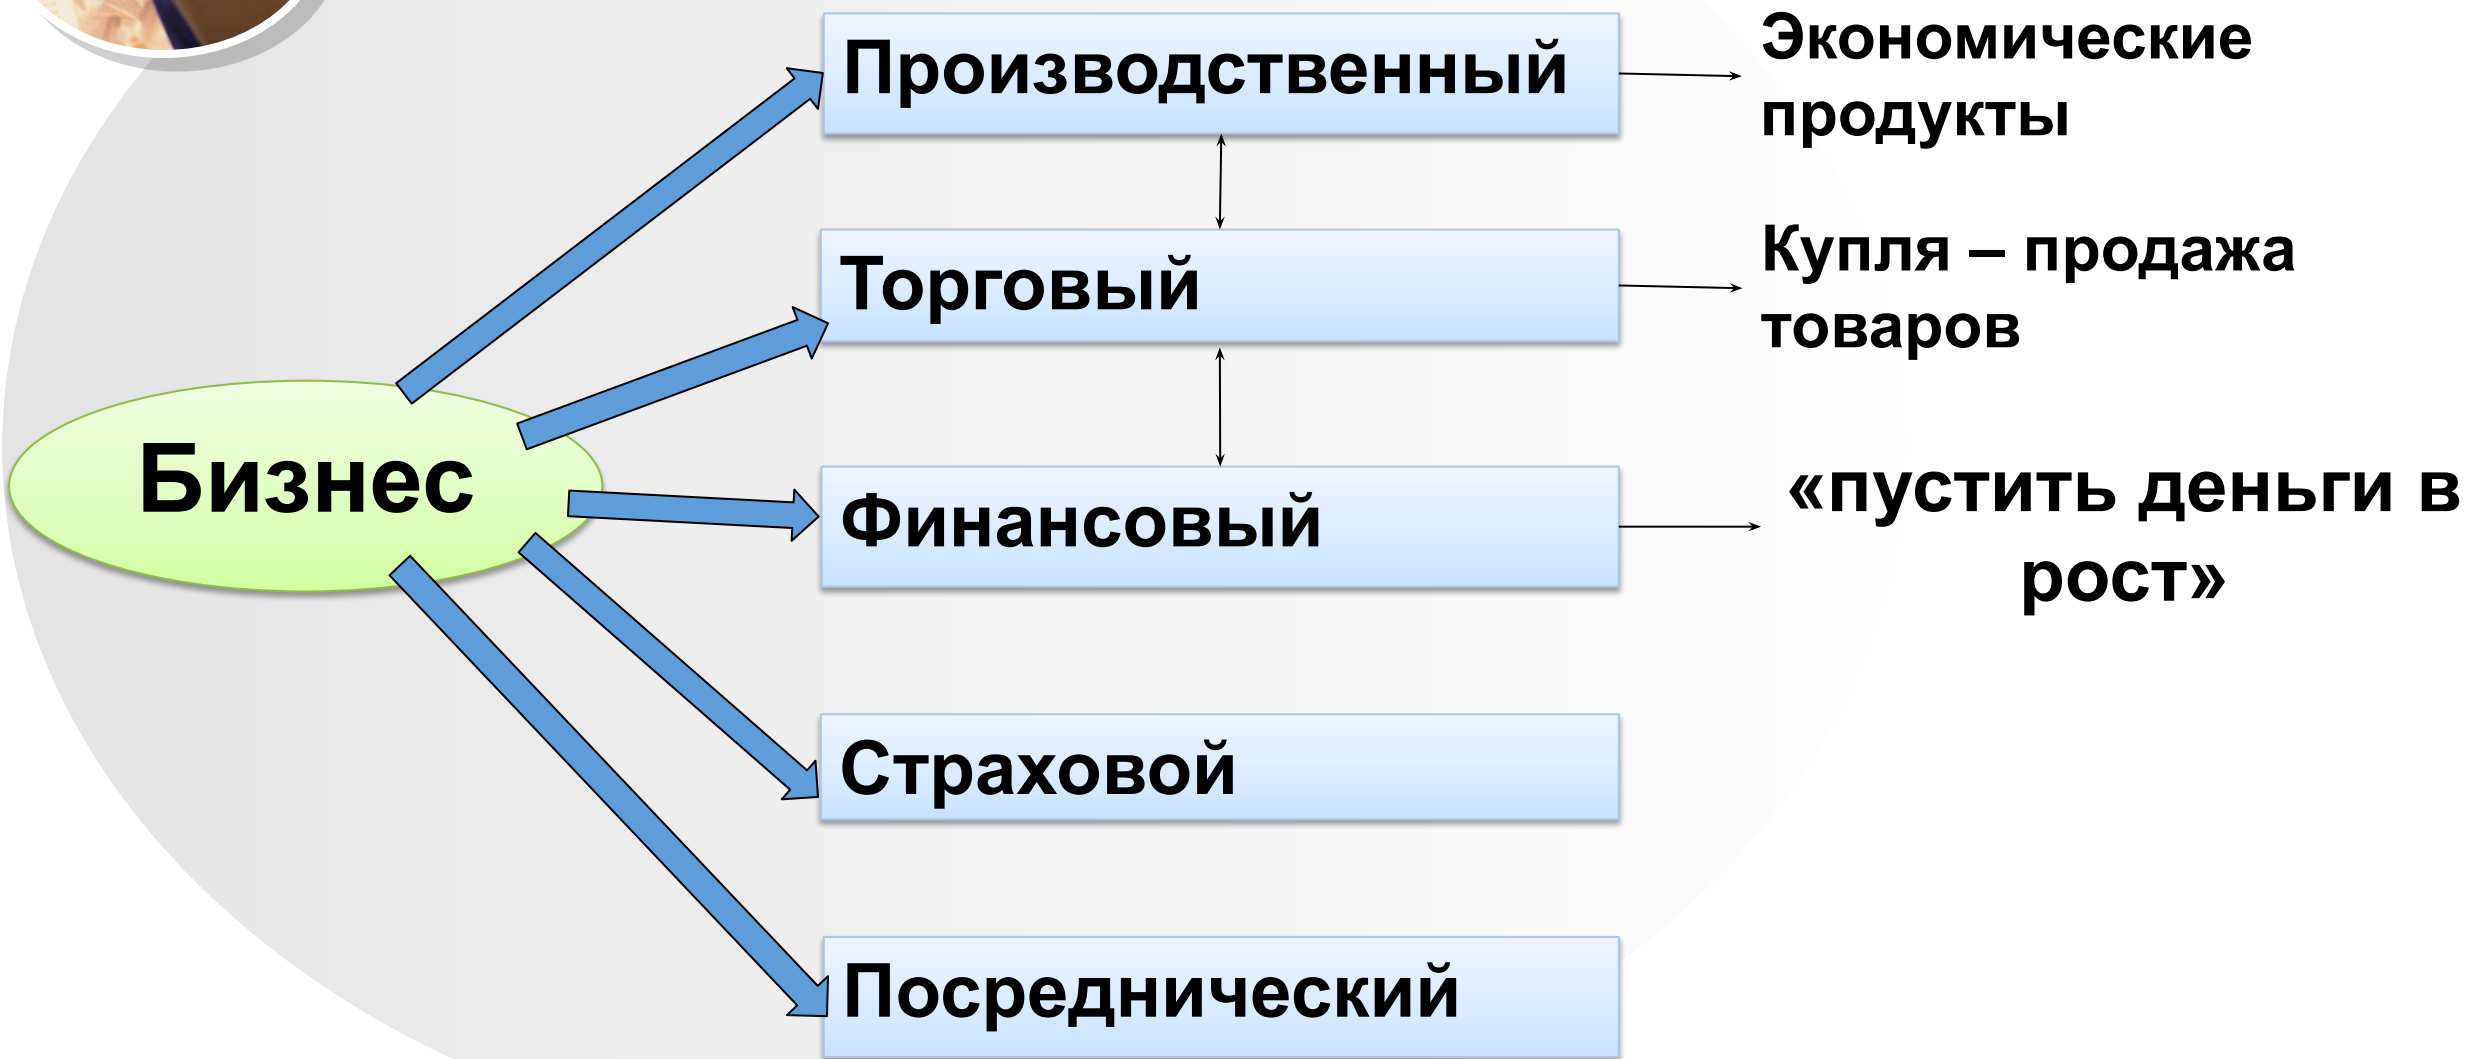 Производственный
Экономические
продукты
Торговый
Купля – продажа
товаров
Бизнес
Финансовый
«пустить деньги в
рост»
Страховой
Посреднический